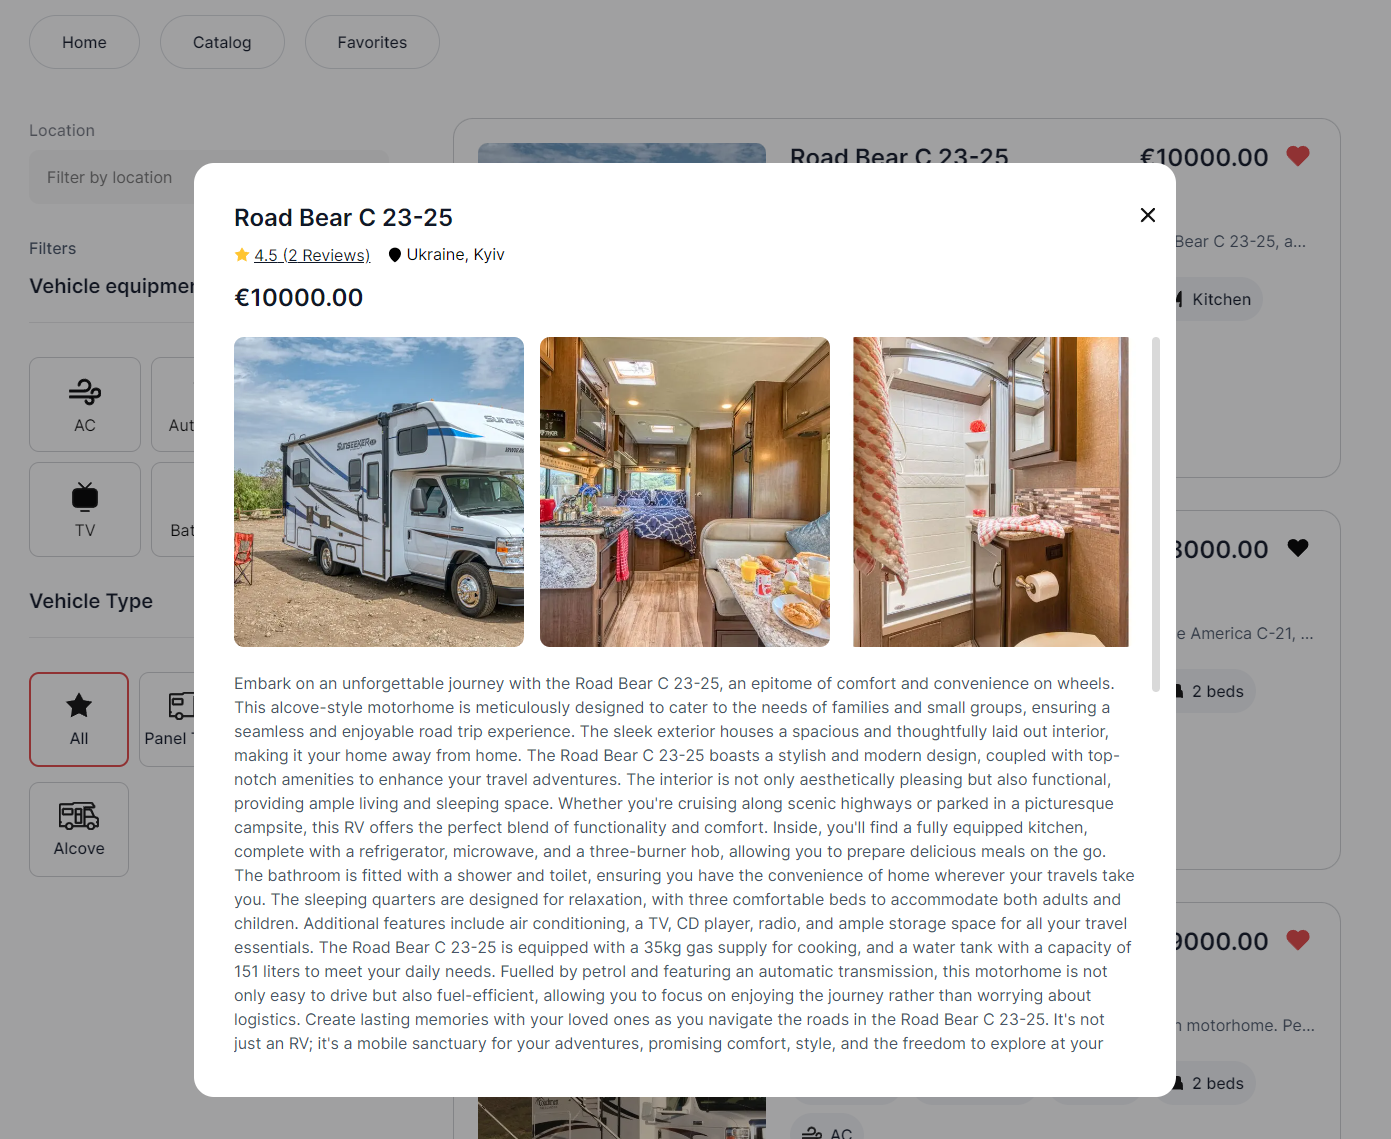 Home
Catalog
Favorites
Location
Filter by location
Filters
Vehicle equipmen
AC
Aut
TV
Bat
Vehicle Type
All
Panel T
Alcove
Road Bear C 23-25
€10000.00
Bear C 23-25, a...
Kitchen
8000.00
e America C-21, ...
2 beds
9000.00
n motorhome. Pe...
2 beds
AC
Road Bear C 23-25
4.5 (2 Reviews)
Ukraine, Kyiv
€10000.00
SUNSEEKER
Embark on an unforgettable journey with the Road Bear C 23-25, an epitome of comfort and convenience on wheels.
This alcove-style motorhome is meticulously designed to cater to the needs of families and small groups, ensuring a
seamless and enjoyable road trip experience. The sleek exterior houses a spacious and thoughtfully laid out interior,
making it your home away from home. The Road Bear C 23-25 boasts a stylish and modern design, coupled with top-
notch amenities to enhance your travel adventures. The interior is not only aesthetically pleasing but also functional,
providing ample living and sleeping space. Whether you're cruising along scenic highways or parked in a picturesque
campsite, this RV offers the perfect blend of functionality and comfort. Inside, you'll find a fully equipped kitchen,
complete with a refrigerator, microwave, and a three-burner hob, allowing you to prepare delicious meals on the go.
The bathroom is fitted with a shower and toilet, ensuring you have the convenience of home wherever your travels take
you. The sleeping quarters are designed for relaxation, with three comfortable beds to accommodate both adults and
children. Additional features include air conditioning, a TV, CD player, radio, and ample storage space for all your travel
essentials. The Road Bear C 23-25 is equipped with a 35kg gas supply for cooking, and a water tank with a capacity of
151 liters to meet your daily needs. Fuelled by petrol and featuring an automatic transmission, this motorhome is not
only easy to drive but also fuel-efficient, allowing you to focus on enjoying the journey rather than worrying about
logistics. Create lasting memories with your loved ones as you navigate the roads in the Road Bear C 23-25. It's not
just an RV; it's a mobile sanctuary for your adventures, promising comfort, style, and the freedom to explore at your